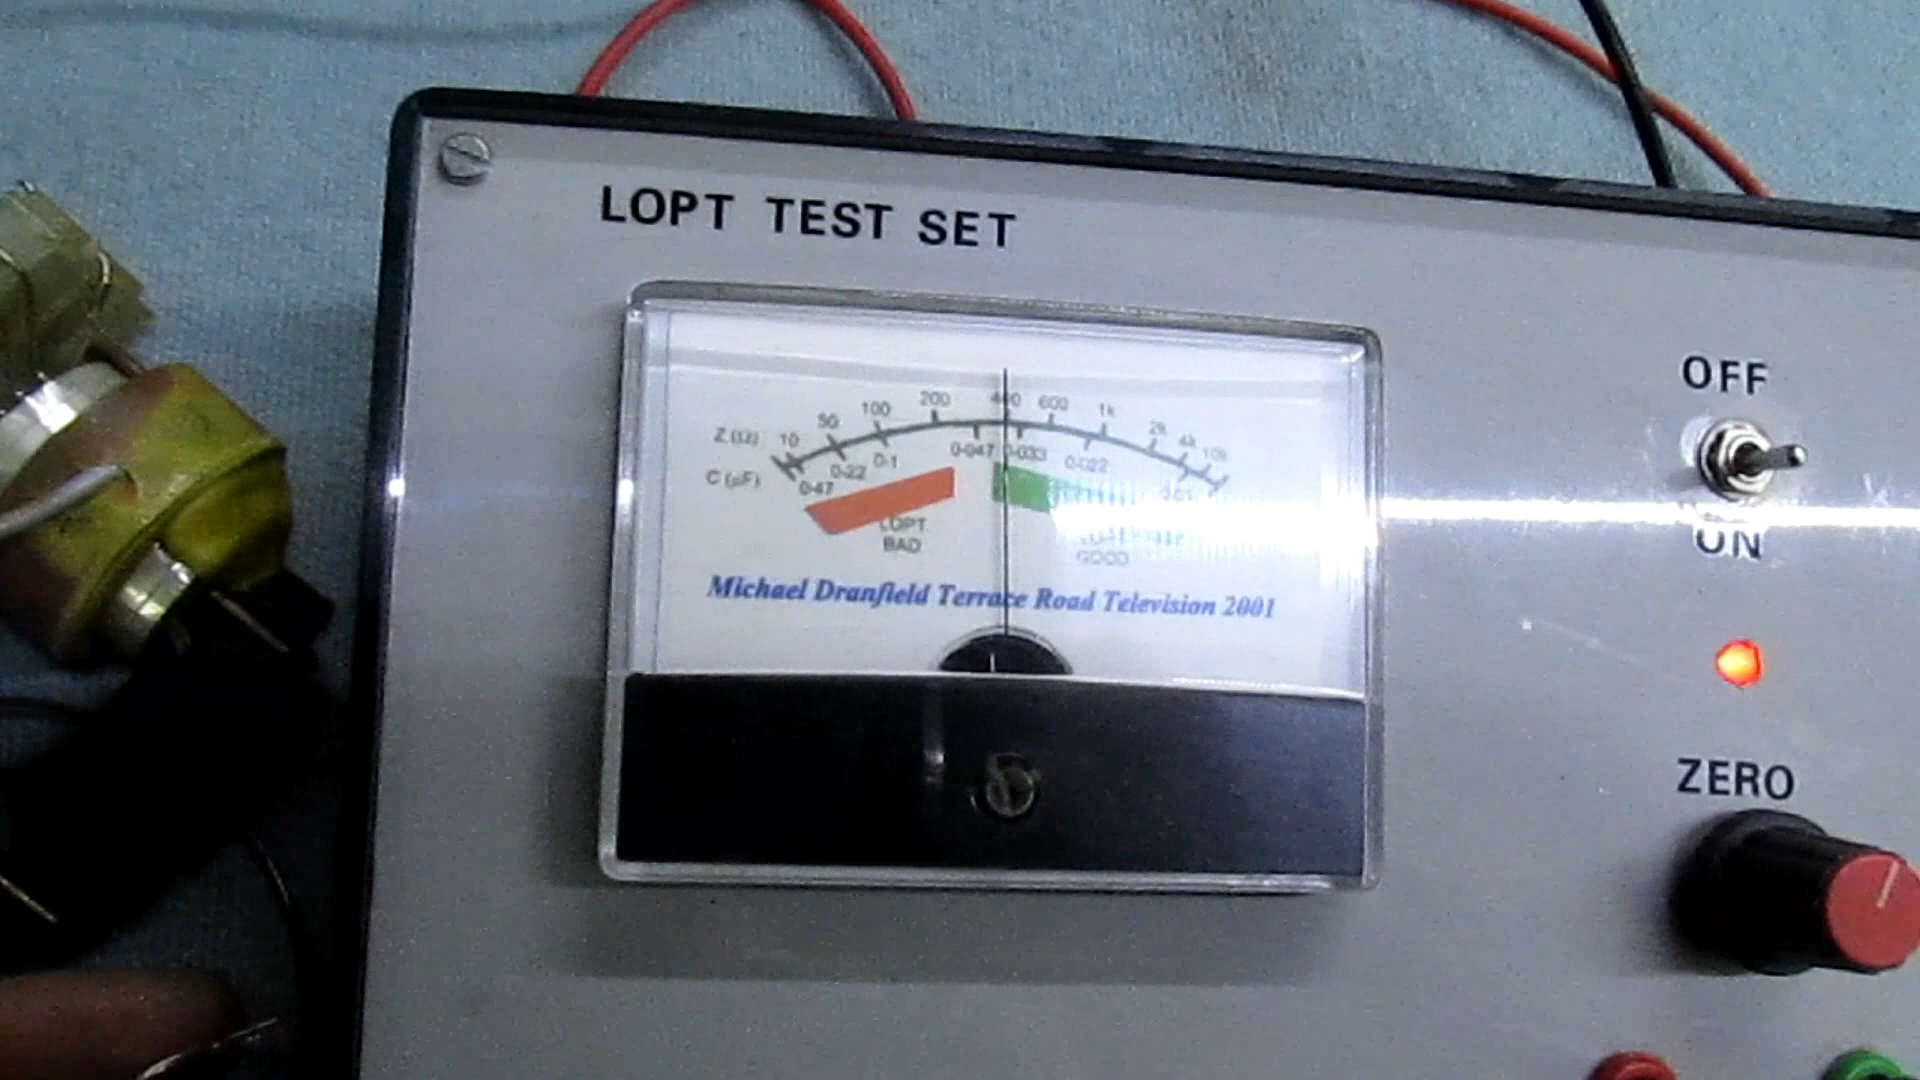 LOPT TEST SET
OFF
ON
ZERO
200 400 600
50 100 1k
Z (Ω) 10 2k 4k 10k
0·047 0·033
0·22 0·1 0·022
C (μF) 0·47 0·01
LOPT
BAD
GOOD
Michael Dranfield Terrace Road Television 2001